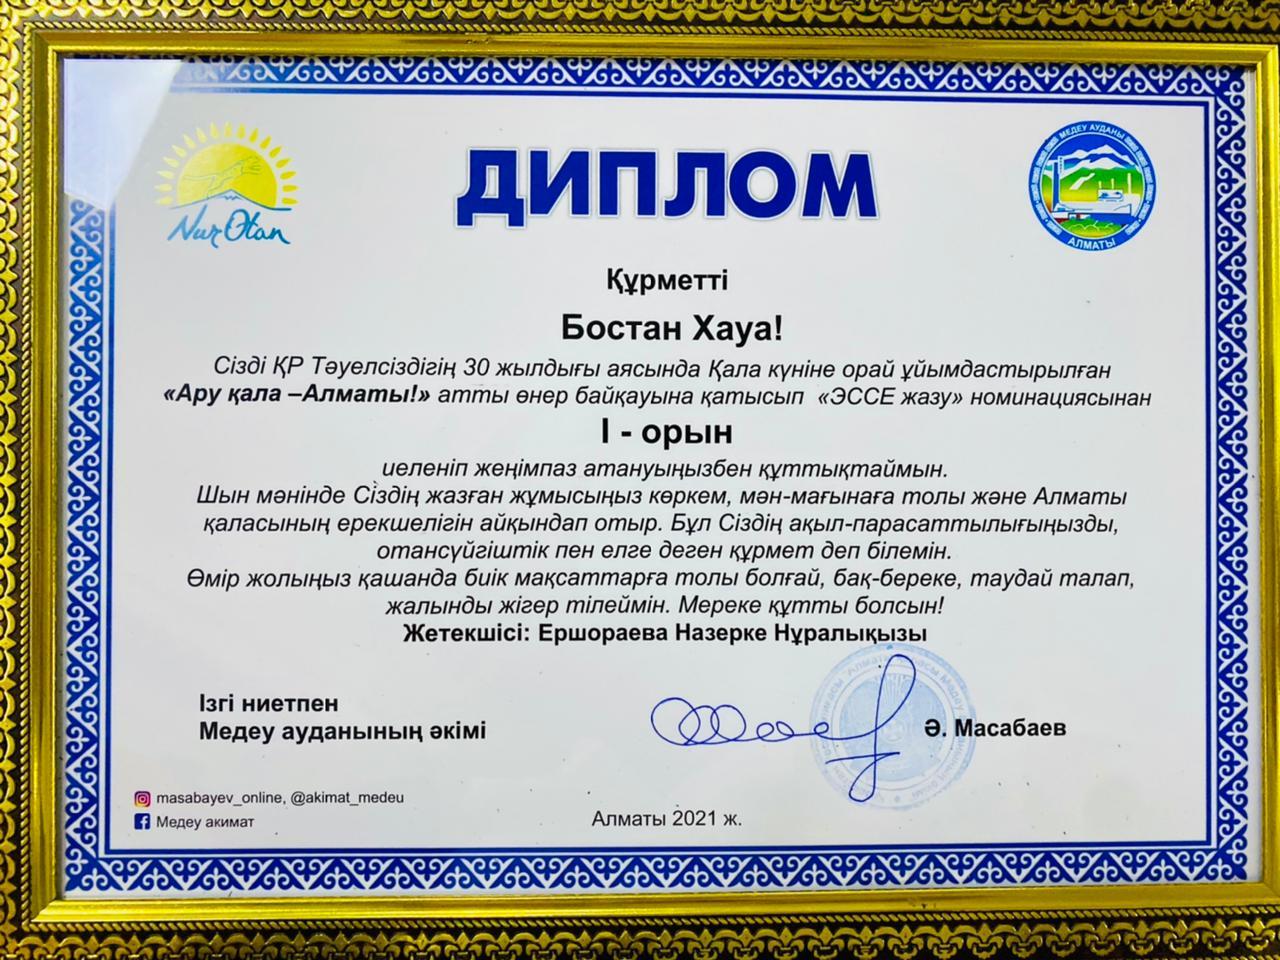 Nur Otan
ДИПЛОМ
МЕДЕУ АУДАНЫ
АЛМАТЫ
Құрметті
Бостан Хауа!
Сізді ҚР Тәуелсіздігің 30 жылдығы аясында Қала күніне орай ұйымдастырылған
«Ару қала –Алматы!» атты өнер байқауына қатысып «ЭССЕ жазу» номинациясынан
I - орын
иеленіп жеңімпаз атануыңызбен құттықтаймын.
Шын мәнінде Сіздің жазған жұмысыңыз көркем, мән-мағынаға толы және Алматы
қаласының ерекшелігін айқындап отыр. Бұл Сіздің ақыл-парасаттылығыңызды,
отансүйгіштік пен елге деген құрмет деп білемін.
Өмір жолыңыз қашанда биік мақсаттарға толы болғай, бақ-береке, таудай талап,
жалынды жігер тілеймін. Мереке құтты болсын!
Жетекшісі: Ершораева Назерке Нұралықызы
Ізгі ниетпен
Медеу ауданының әкімі
Ә. Масабаев
masabayev_online, @akimat_medeu
Медеу акимат
Алматы 2021 ж.